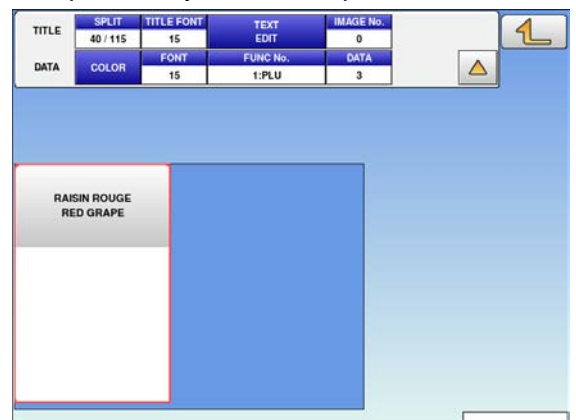 TITLE SPLIT TITLE FONT TEXT EDIT IMAGE No.
40 / 115 15 0
DATA COLOR FONT FUNC No. DATA
15 1:PLU 3
RAISIN ROUGE
RED GRAPE